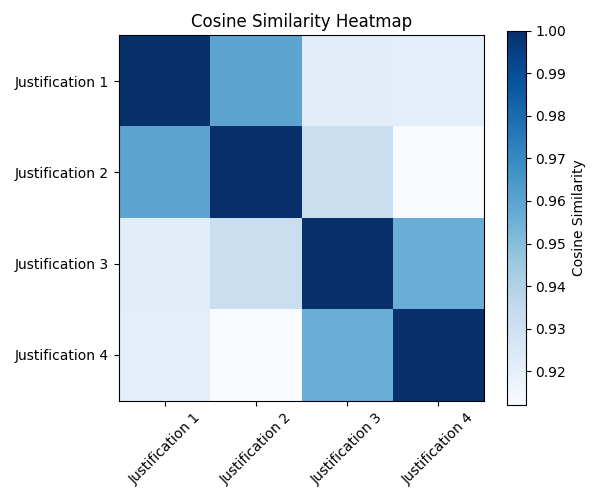 Cosine Similarity Heatmap
Justification 1
Justification 2
Justification 3
Justification 4
Justification 1
Justification 2
Justification 3
Justification 4
1.00
0.99
0.98
0.97
0.96
0.95
0.94
0.93
0.92
Cosine Similarity